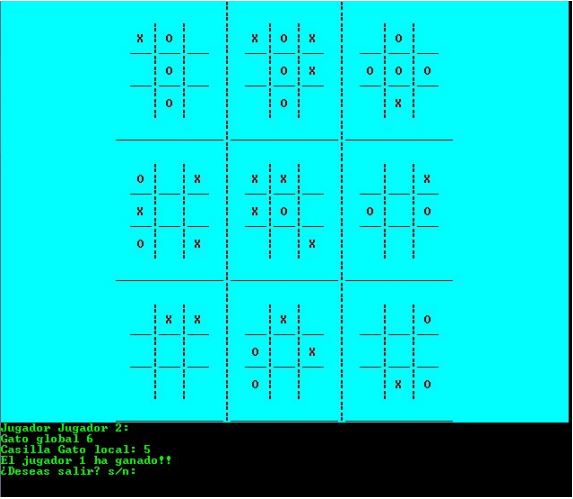 X O X O X O
O O X O O O
O O X
O X X X X
X X O O O
O X X
X X X O
O X
O X O
Jugador Jugador 2:
Gato global 6
Casilla Gato local: 5
El jugador 1 ha ganado!!
¿Deseas salir? s/n: